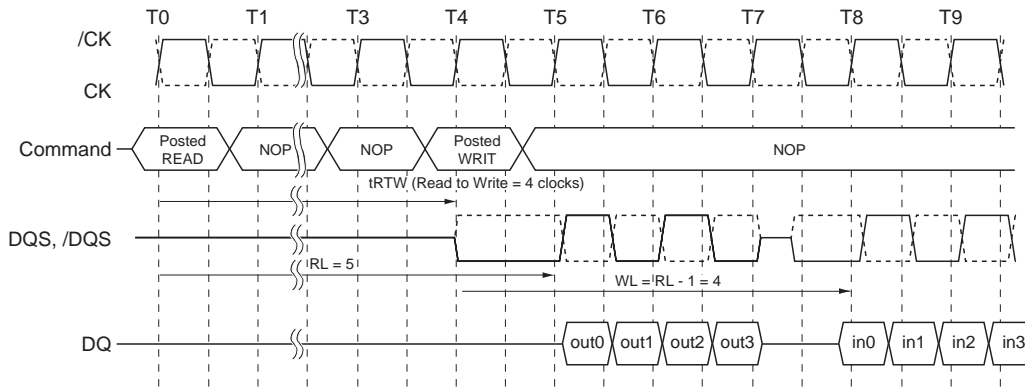 T0 T1 T3 T4 T5 T6 T7 T8 T9
/CK
CK
Command Posted READ NOP NOP Posted WRIT NOP
tRTW (Read to Write = 4 clocks)
DQS, /DQS
RL = 5
WL = RL - 1 = 4
DQ out0 out1 out2 out3 in0 in1 in2 in3